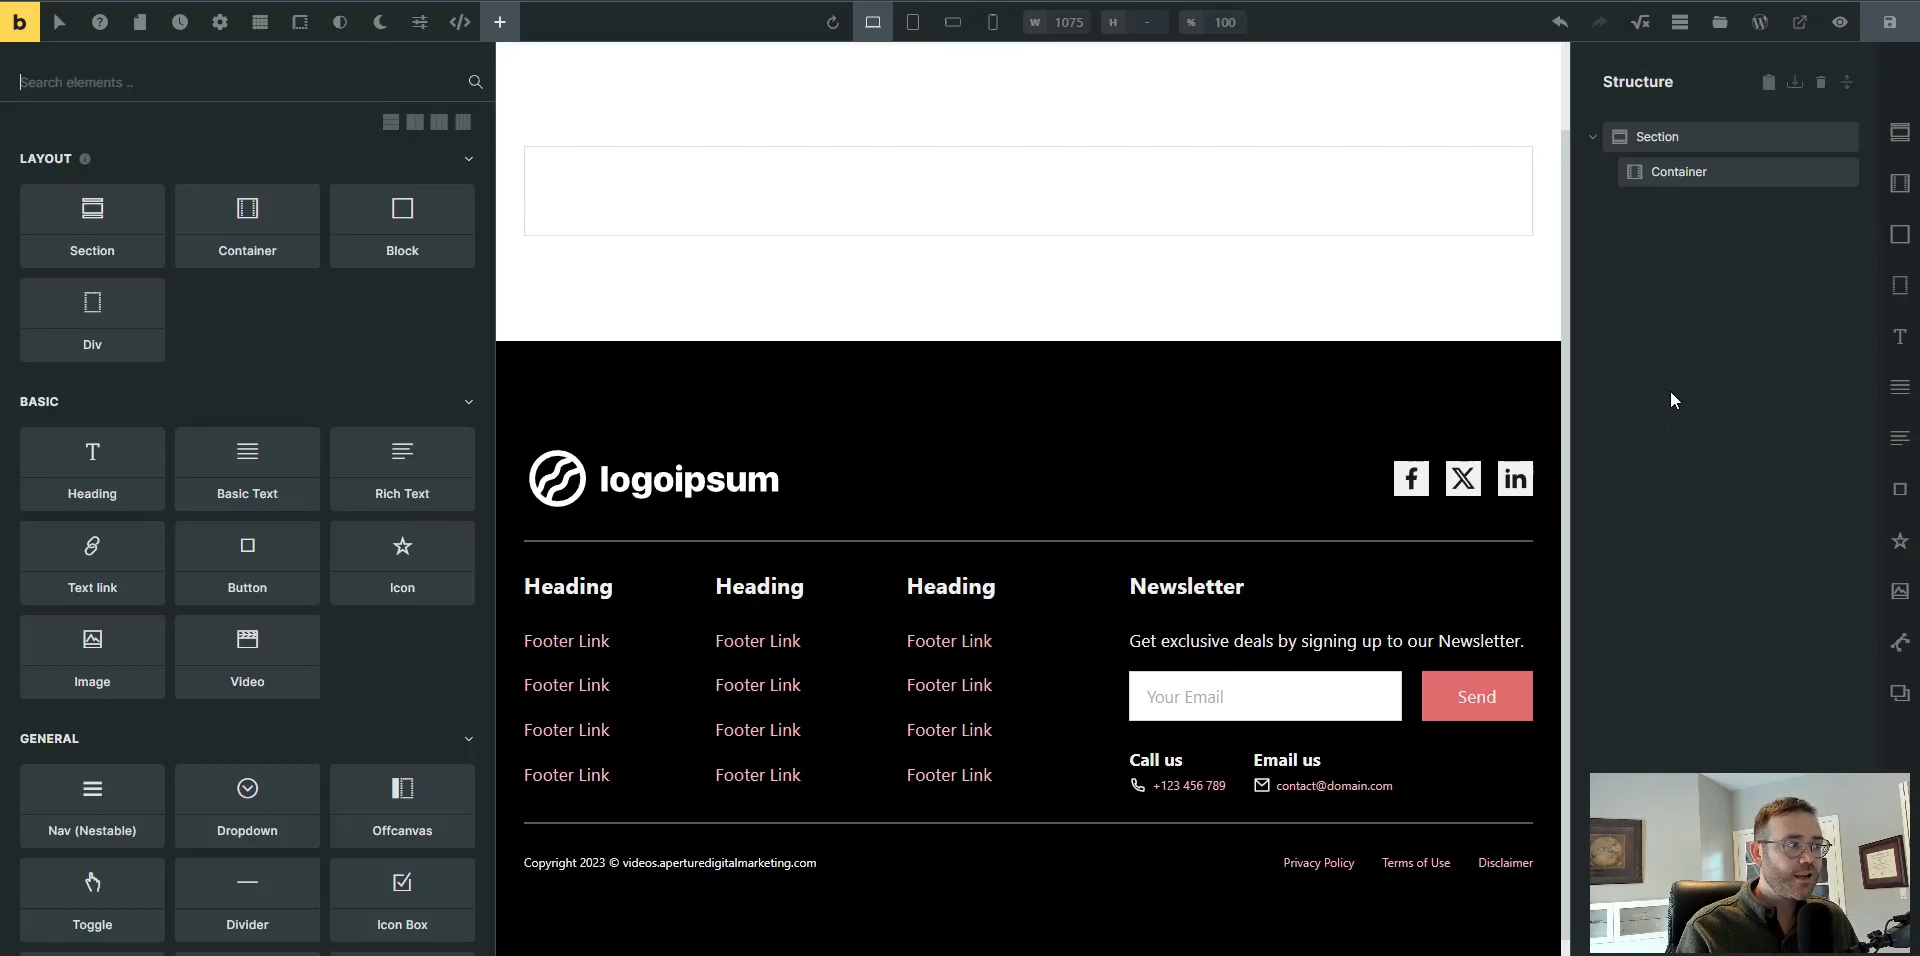 b
W 1075
H -
% 100
Search elements ..
LAYOUT
Section
Container
Block
Div
BASIC
Heading
Basic Text
Rich Text
Text link
Button
Icon
Image
Video
GENERAL
Nav (Nestable)
Dropdown
Offcanvas
Toggle
Divider
Icon Box
logoipsum
Heading
Footer Link
Footer Link
Footer Link
Footer Link
Heading
Footer Link
Footer Link
Footer Link
Footer Link
Heading
Footer Link
Footer Link
Footer Link
Footer Link
Newsletter
Get exclusive deals by signing up to our Newsletter.
Your Email
Send
Call us
+123 456 789
Email us
contact@domain.com
Copyright 2023 © videos.aperturedigitalmarketing.com
Privacy Policy
Terms of Use
Disclaimer
Structure
Section
Container